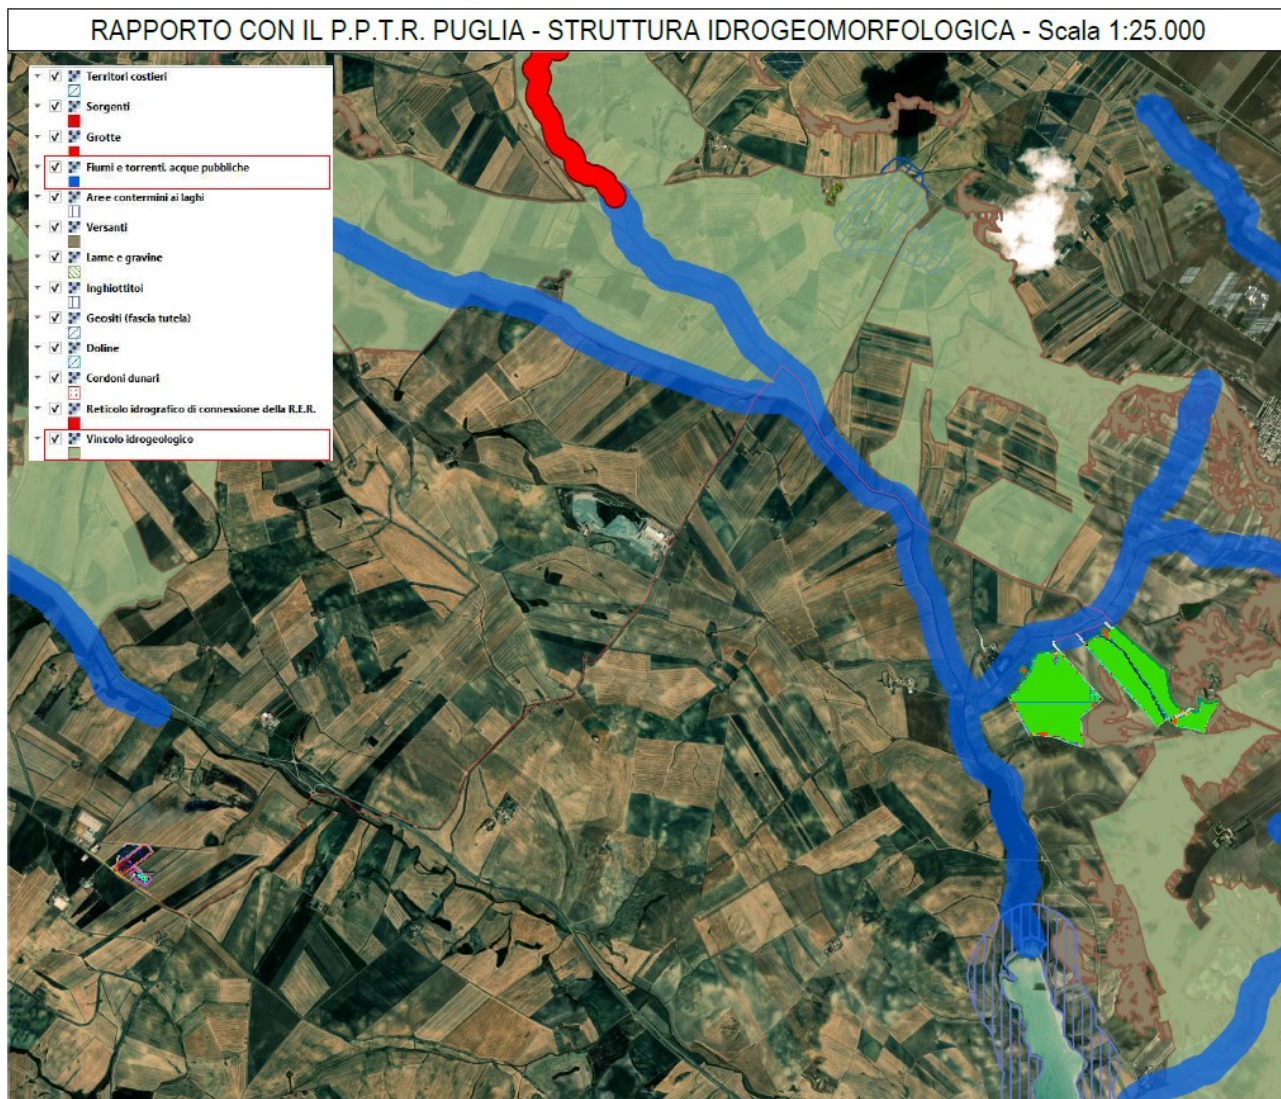 RAPPORTO CON IL P.P.T.R. PUGLIA - STRUTTURA IDROGEOMORFOLOGICA - Scala 1:25.000
Territori costieri
Sorgenti
Grotte
Fiumi e torrenti, acque pubbliche
Aree contermini ai laghi
Versanti
Lame e gravine
Inghiottitoi
Geositi (fascia tutela)
Doline
Cordoni dunari
Reticolo idrografico di connessione della R.E.R.
Vincolo idrogeologico